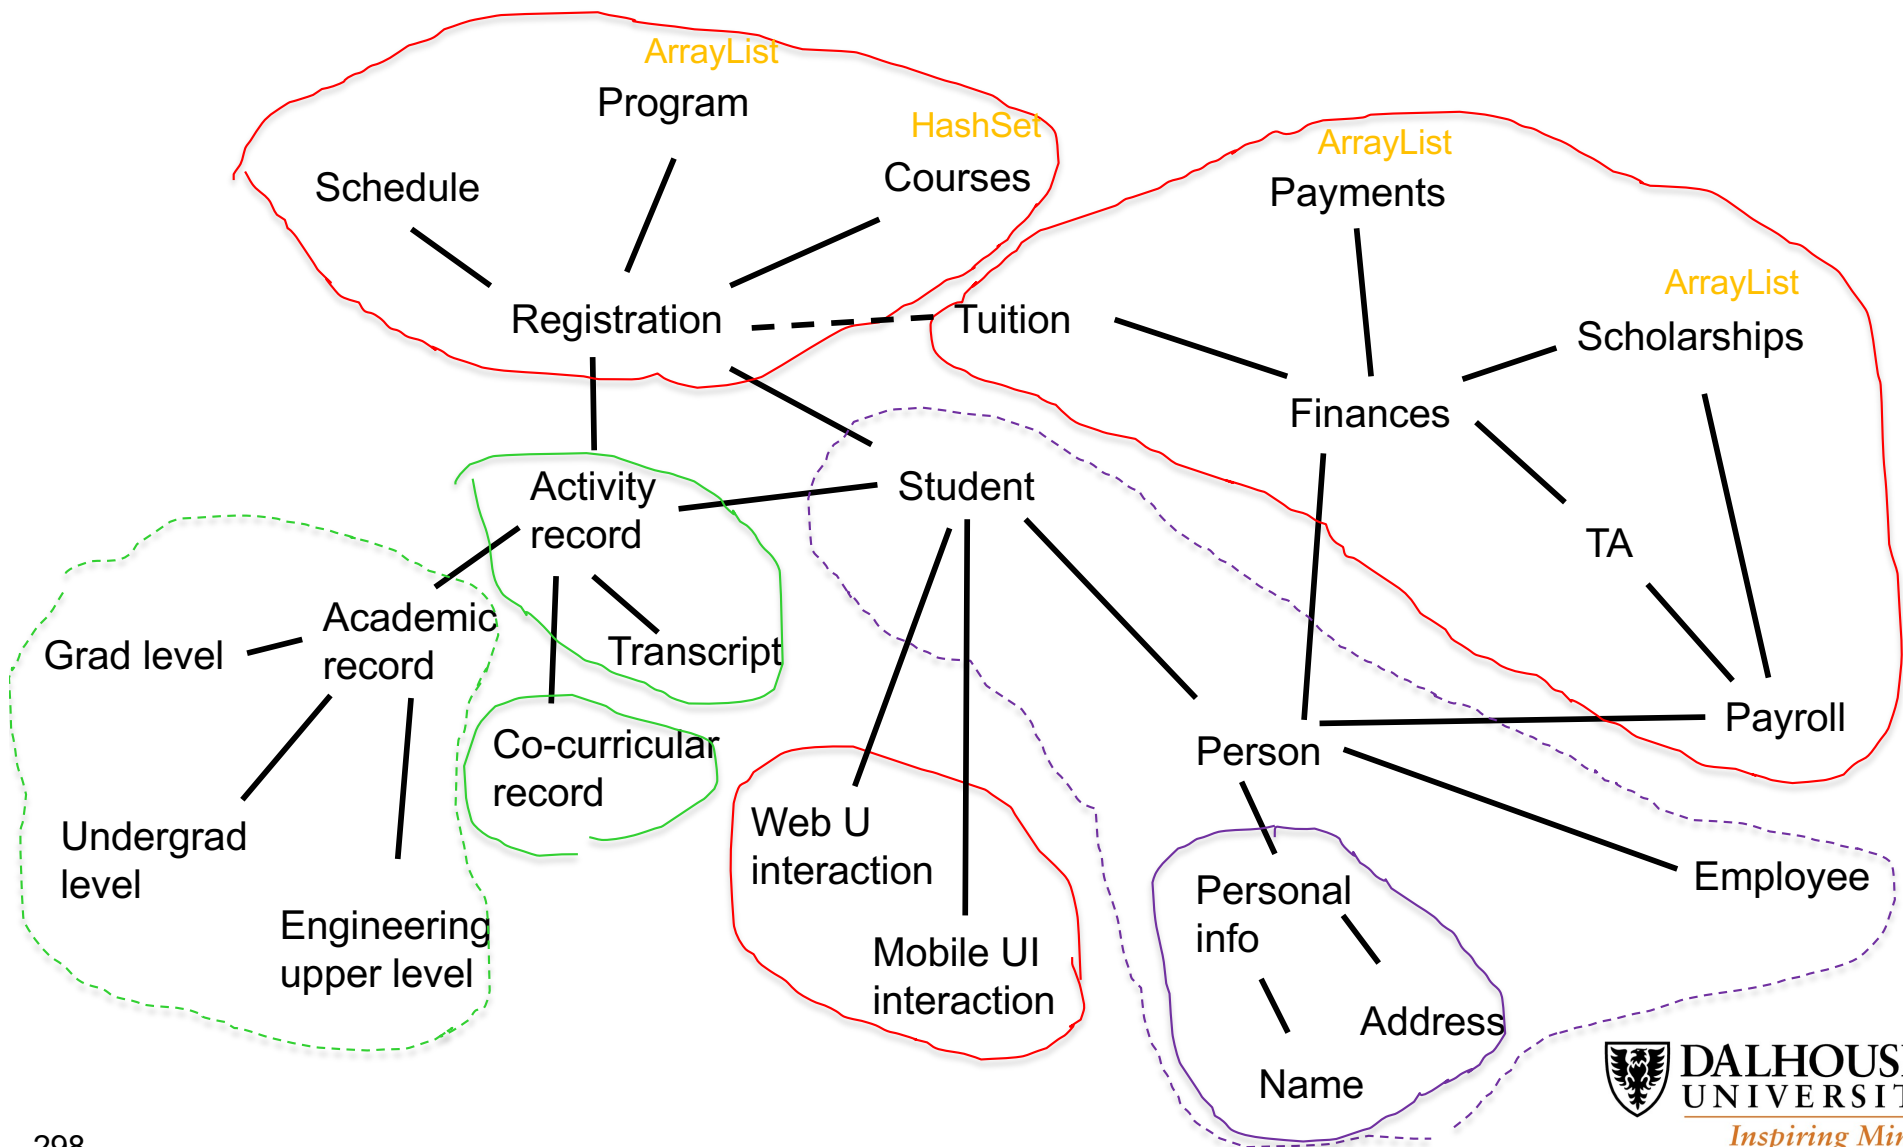 ArrayList
Program
HashSet
Courses
Schedule
ArrayList
Payments
ArrayList
Scholarships
Registration
Tuition
Finances
Activity
record
Student
TA
Academic
record
Grad level
Transcript
Payroll
Co-curricular
record
Person
Web U
interaction
Undergrad
level
Personal
info
Employee
Engineering
upper level
Mobile UI
interaction
Address
Name
DALHOUS
UNIVERSIT
Inspiring Mi
298